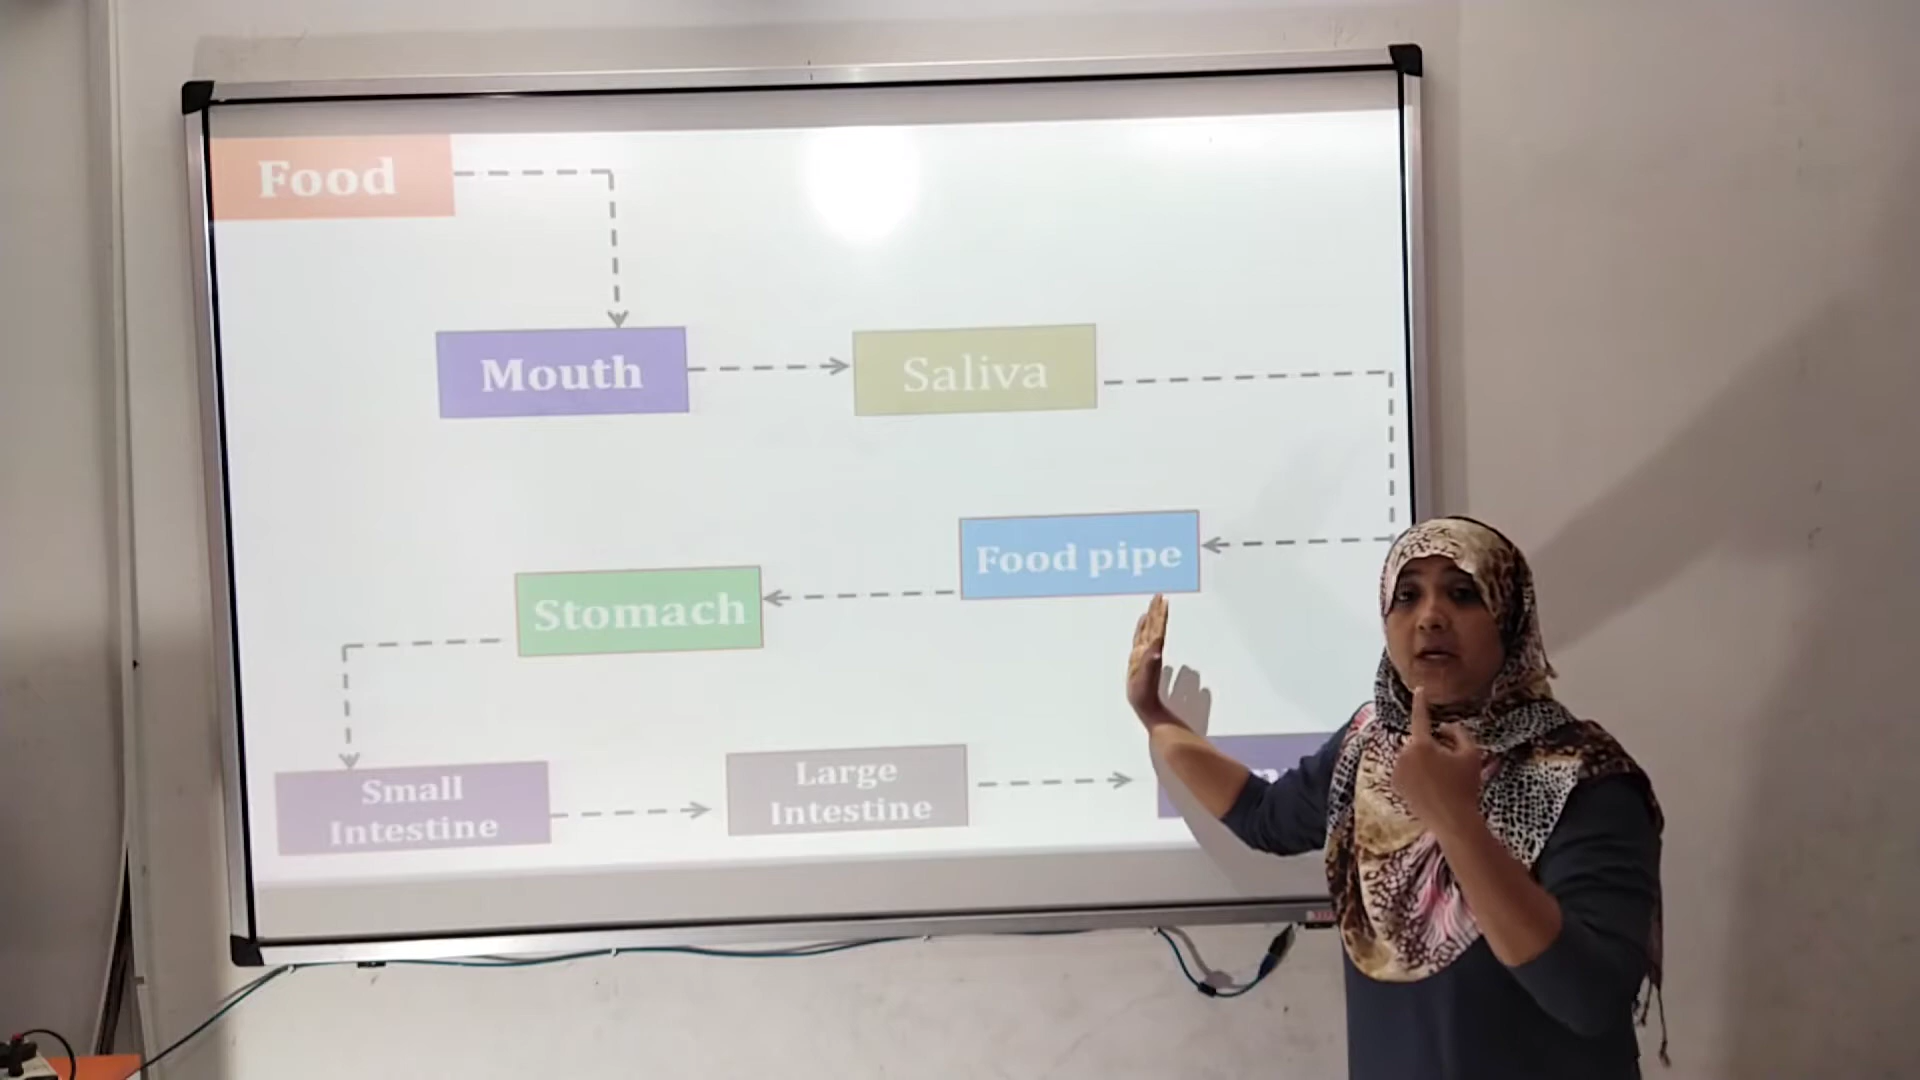 Food
Mouth
Saliva
Food pipe
Stomach
Small
Intestine
Large
Intestine